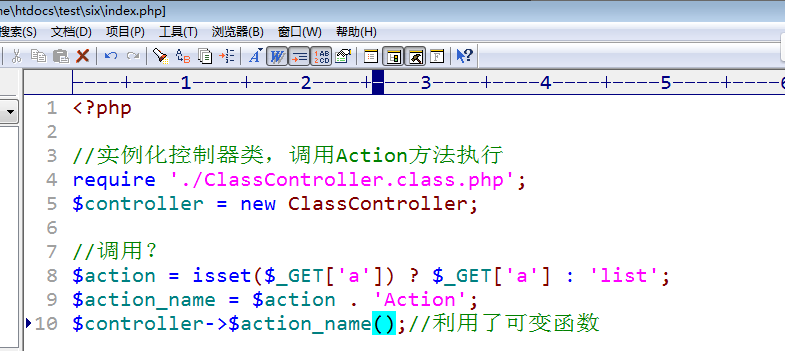 ne\htdocs\test\six\index.php]
搜索(S) 文档(D) 项目(P) 工具(T) 浏览器(B) 窗口(W) 帮助(H)
----+----1----+----2----+----3----+----4----+----5----+----6
1 <?php
2
3 //实例化控制器类，调用Action方法执行
4 require './ClassController.class.php';
5 $controller = new ClassController;
6
7 //调用？
8 $action = isset($_GET['a']) ? $_GET['a'] : 'list';
9 $action_name = $action . 'Action';
10 $controller->$action_name();//利用了可变函数